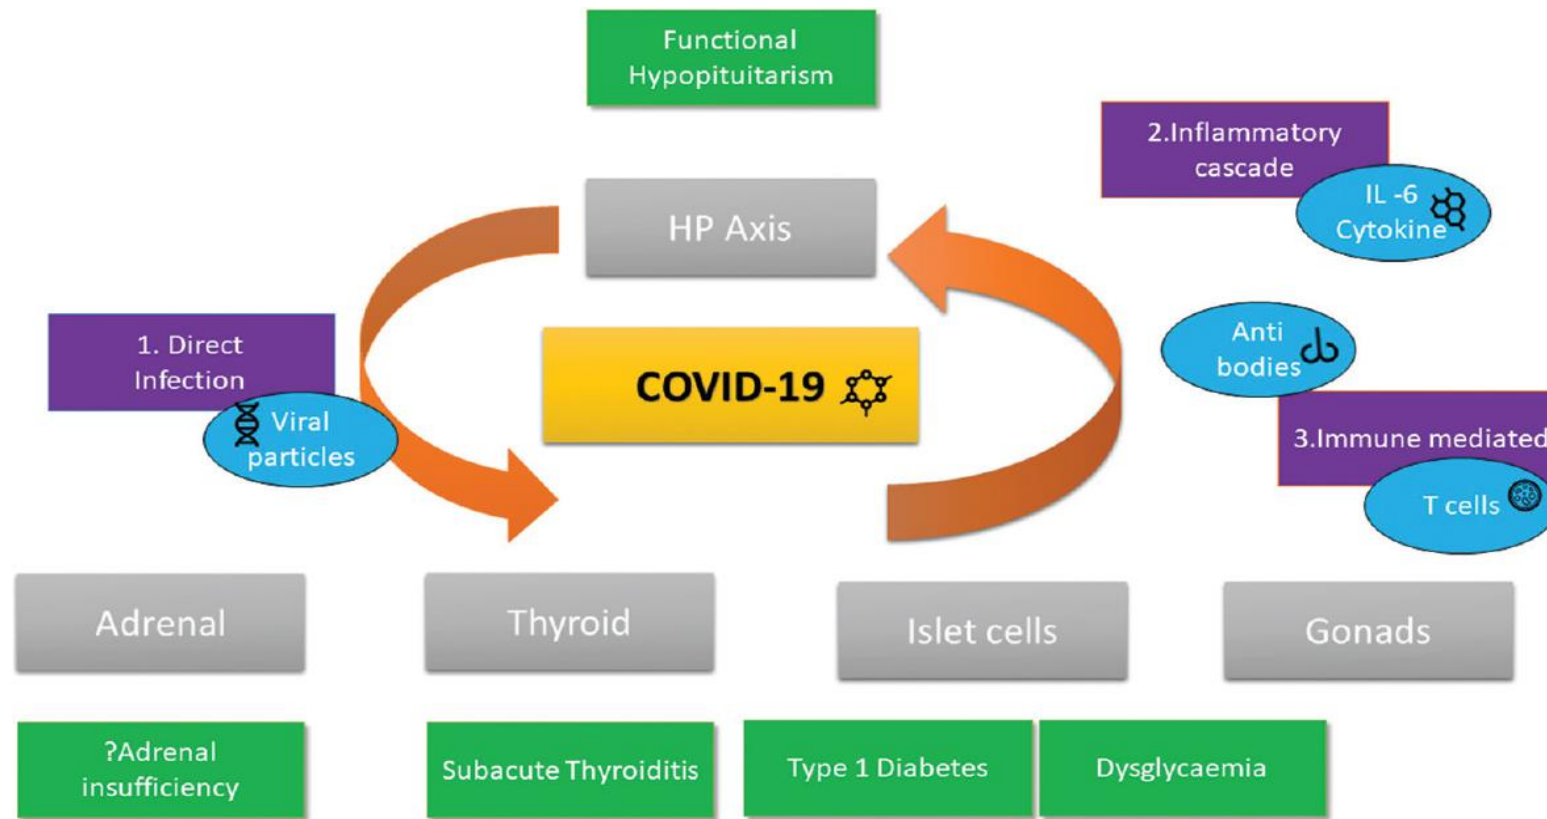 Functional
Hypopituitarism
2.Inflammatory
cascade
IL -6
Cytokine
HP Axis
1. Direct
Infection
Viral
particles
COVID-19
Anti
bodies
3.Immune mediated
T cells
Adrenal
Thyroid
Islet cells
Gonads
?Adrenal
insufficiency
Subacute Thyroiditis
Type 1 Diabetes
Dysglycaemia